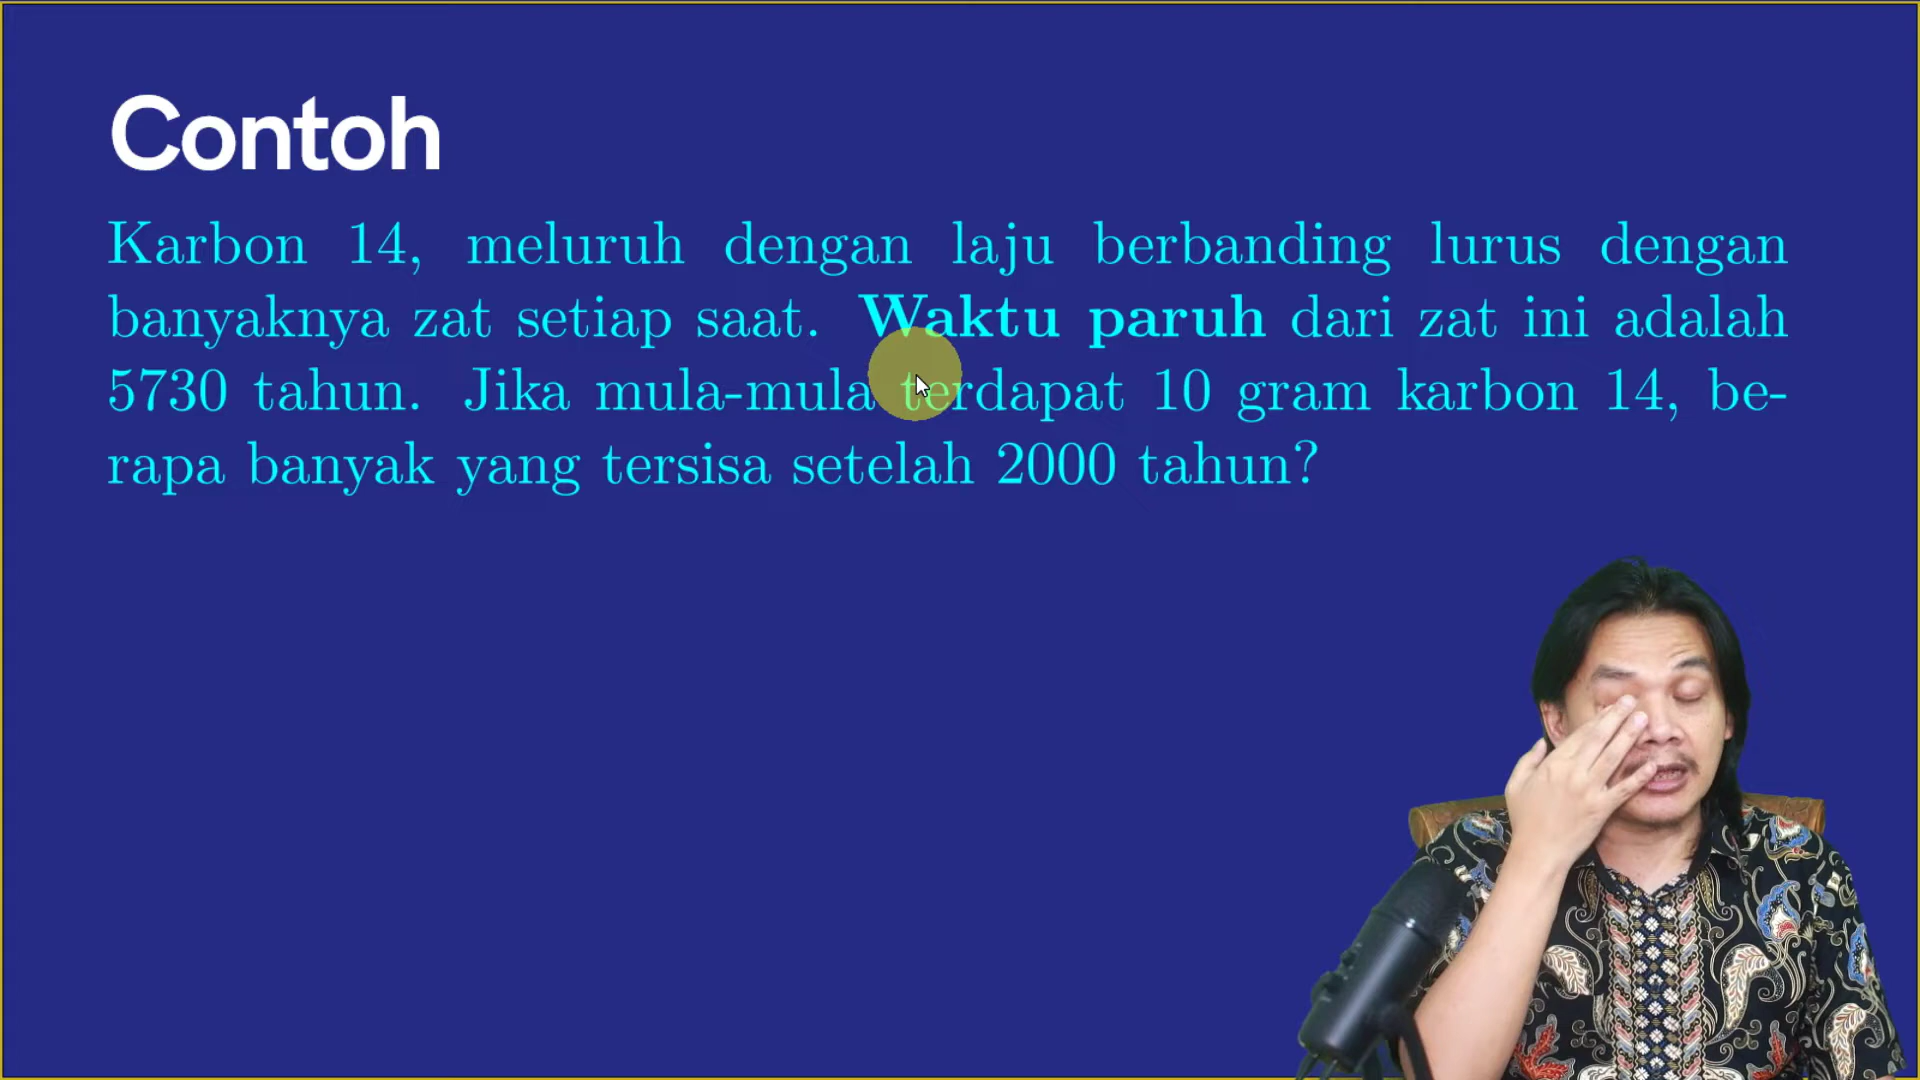 Contoh
Karbon 14, meluruh dengan laju berbanding lurus dengan
banyaknya zat setiap saat. Waktu paruh dari zat ini adalah
5730 tahun. Jika mula-mula terdapat 10 gram karbon 14, be-
rapa banyak yang tersisa setelah 2000 tahun?